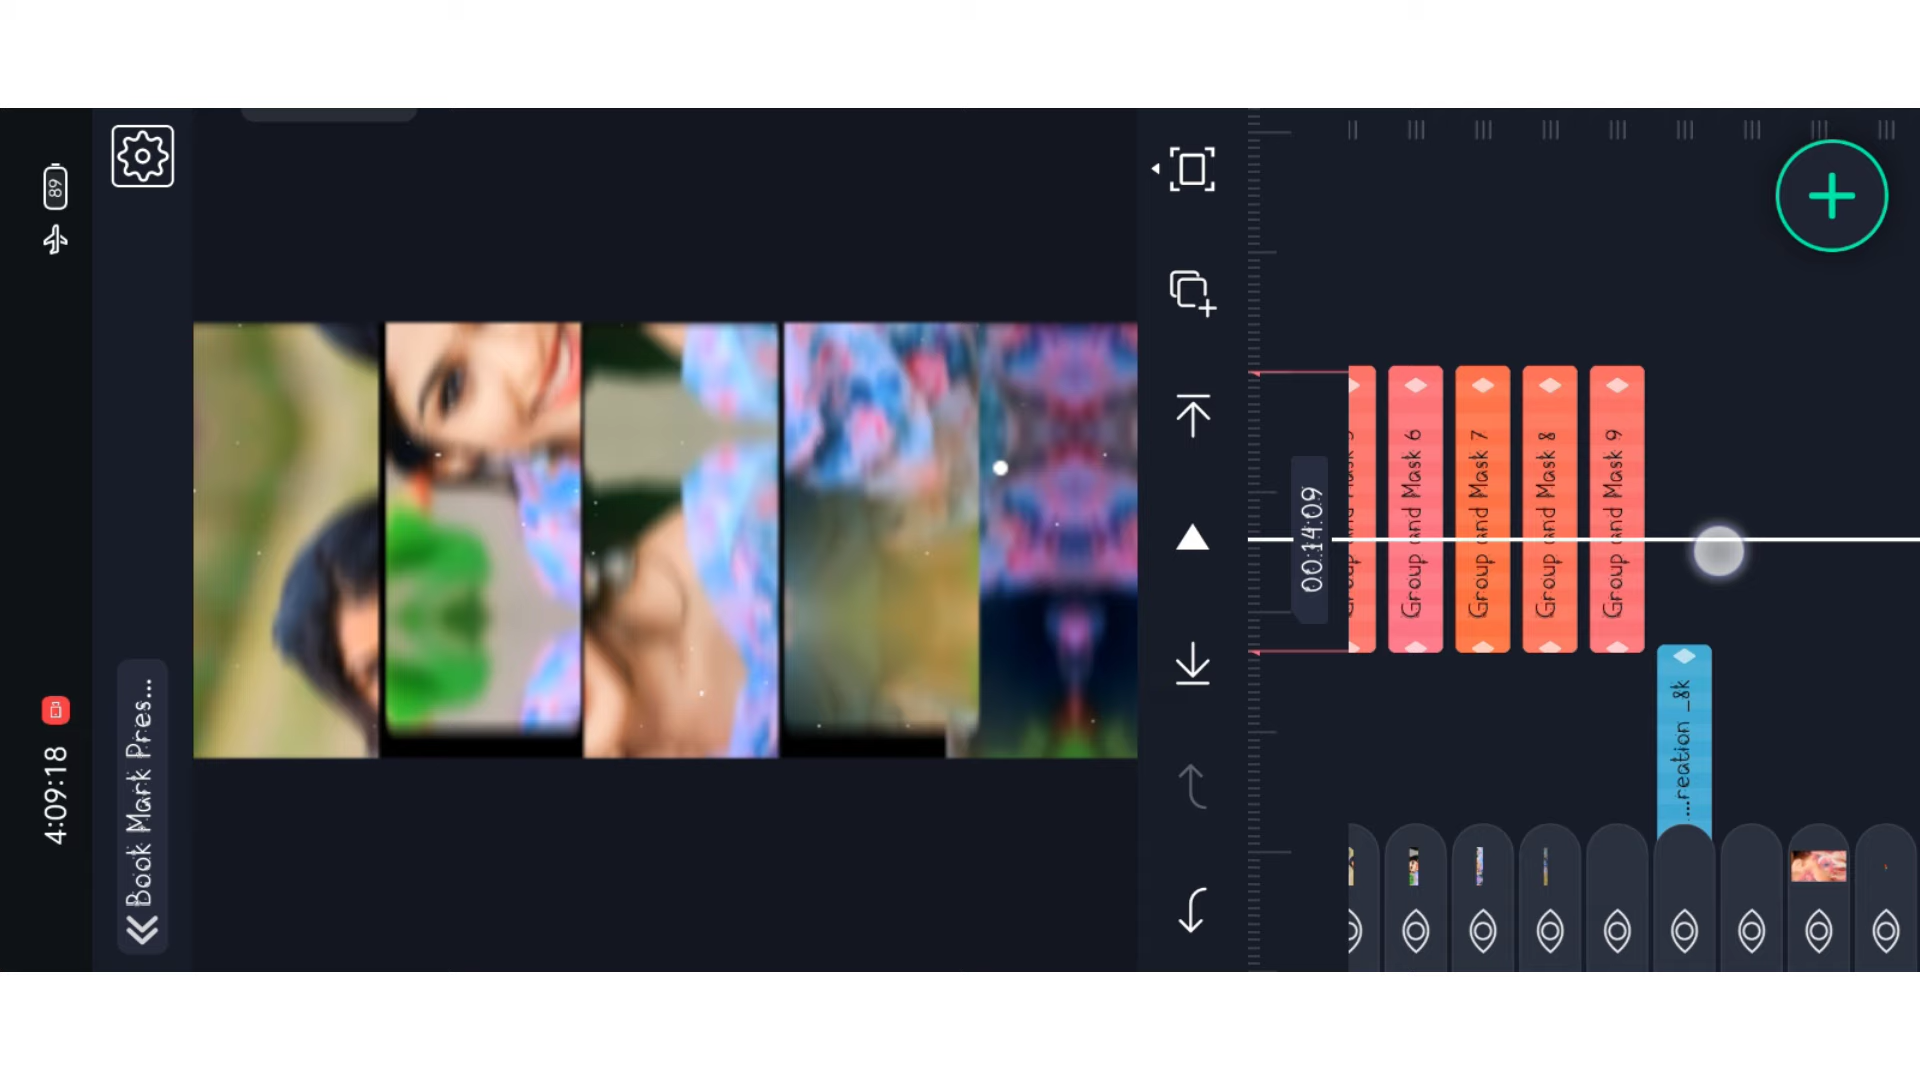 4:09:18
89
Book Mark Pres...
00:14:09
Group and Mask 6
Group and Mask 7
Group and Mask 8
Group and Mask 9
...reation _8k